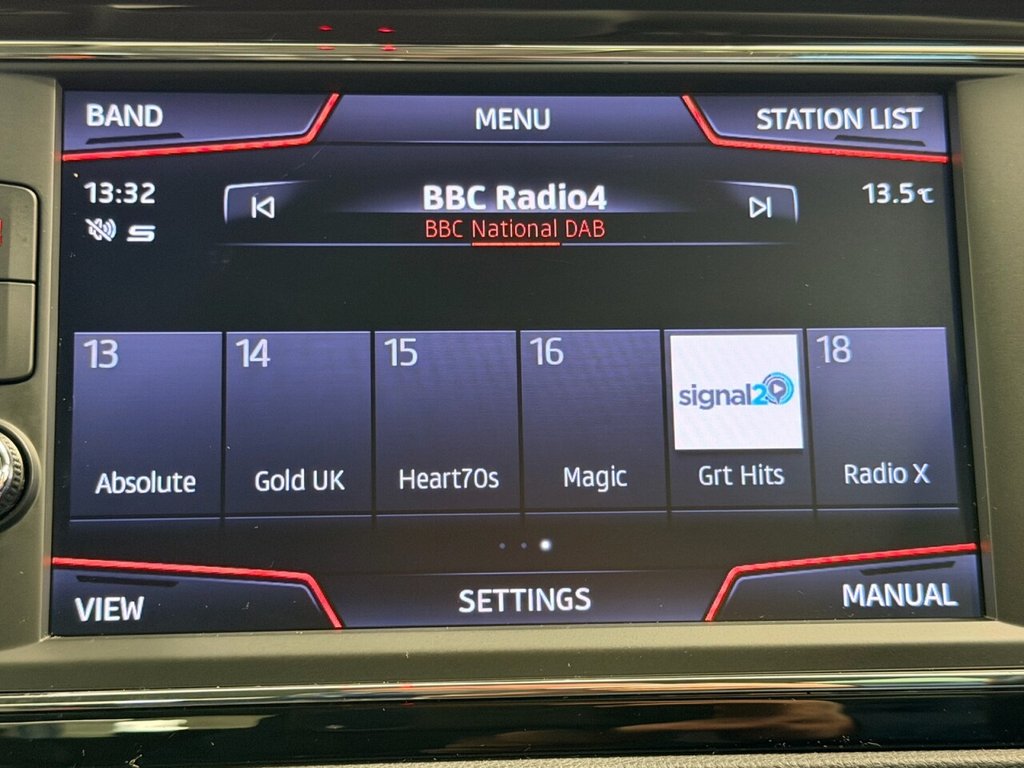 BAND MENU STATION LIST
13:32 BBC Radio4 13.5℃
BBC National DAB
13 14 15 16 18
signal2
Absolute Gold UK Heart70s Magic Grt Hits Radio X
VIEW SETTINGS MANUAL